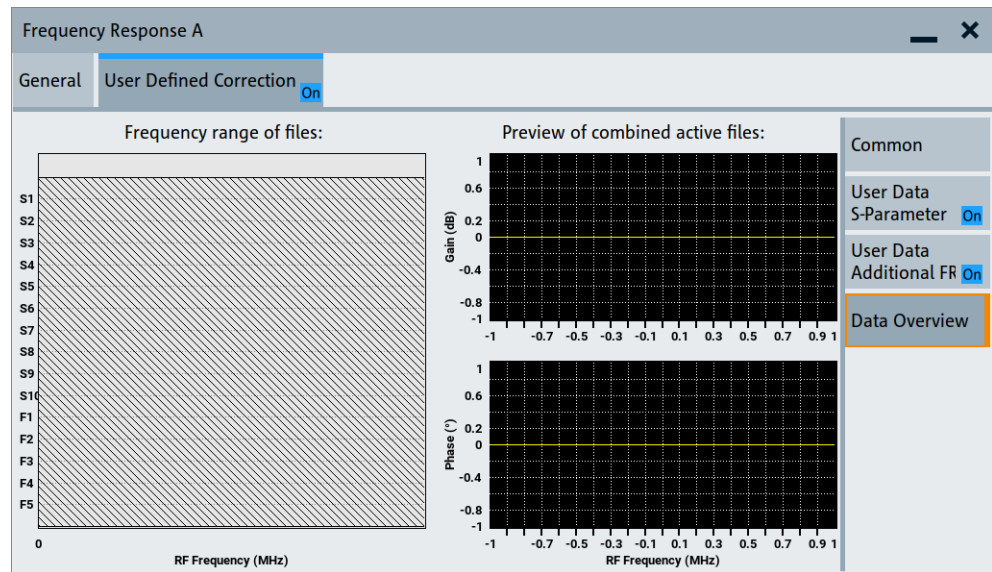 Frequency Response A
General
User Defined Correction On
Frequency range of files:
S1
S2
S3
S4
S5
S6
S7
S8
S9
S10
F1
F2
F3
F4
F5
0
RF Frequency (MHz)
Preview of combined active files:
Gain (dB)
1
0.6
0.2
0
-0.4
-0.8
-1
-1 -0.7 -0.5 -0.3 -0.1 0.1 0.3 0.5 0.7 0.9 1
Phase (°)
1
0.6
0.2
0
-0.4
-0.8
-1
-1 -0.7 -0.5 -0.3 -0.1 0.1 0.3 0.5 0.7 0.9 1
RF Frequency (MHz)
Common
User Data
S-Parameter On
User Data
Additional FR On
Data Overview